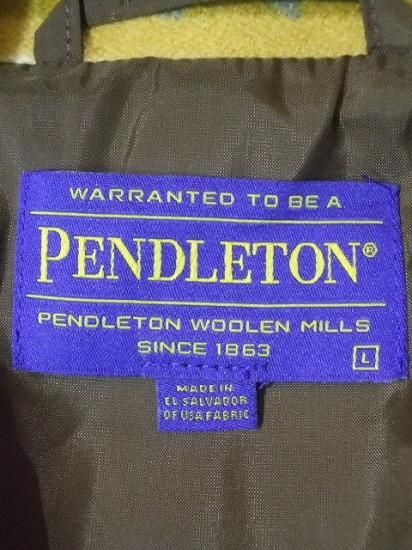 WARRANTED TO BE A
PENDLETON®
PENDLETON WOOLEN MILLS
SINCE 1863
L
MADE IN
EL SALVADOR
OF USA FABRIC